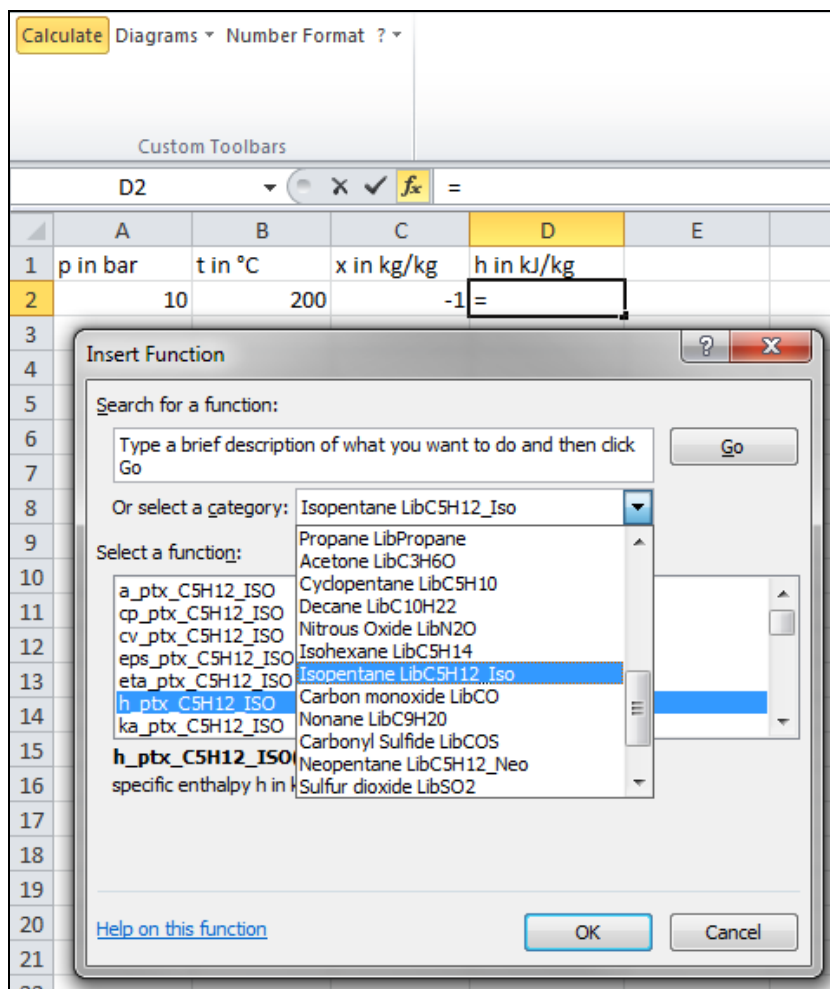 Calculate Diagrams Number Format ?
Custom Toolbars
D2 fx =
A B C D E
1 p in bar t in °C x in kg/kg h in kJ/kg
2 10 200 -1 =
3
4
5
6
7
8
9
10
11
12
13
14
15
16
17
18
19
20
21
Insert Function
?
Search for a function:
Type a brief description of what you want to do and then click
Go
Go
Or select a category: Isopentane LibC5H12_Iso
Propane LibPropane
Acetone LibC3H6O
Cyclopentane LibC5H10
Decane LibC10H22
Nitrous Oxide LibN2O
Isohexane LibC5H14
Isopentane LibC5H12_Iso
Carbon monoxide LibCO
Nonane LibC9H20
Carbonyl Sulfide LibCOS
Neopentane LibC5H12_Neo
Sulfur dioxide LibSO2
Select a function:
a_ptx_C5H12_ISO
cp_ptx_C5H12_ISO
cv_ptx_C5H12_ISO
eps_ptx_C5H12_ISO
eta_ptx_C5H12_ISO
h_ptx_C5H12_ISO
ka_ptx_C5H12_ISO
h_ptx_C5H12_ISO(
specific enthalpy h in
Help on this function
OK Cancel